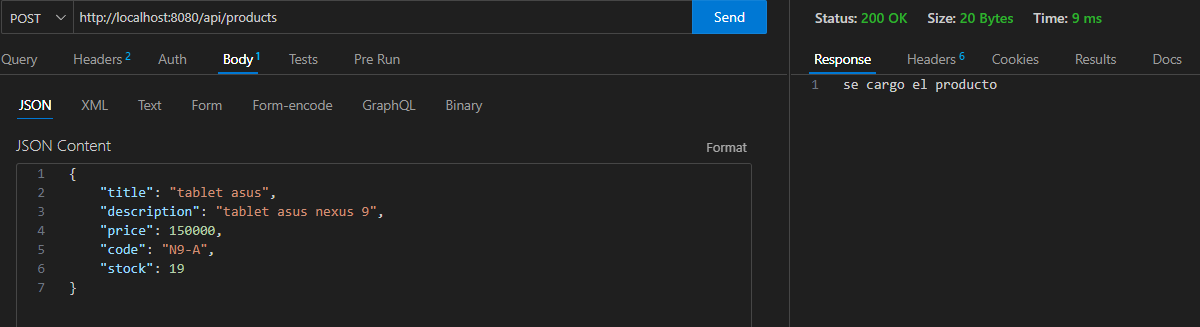 POST http://localhost:8080/api/products Send
Query Headers 2 Auth Body 1 Tests Pre Run
JSON XML Text Form Form-encode GraphQL Binary
JSON Content Format
1 {
2 "title": "tablet asus",
3 "description": "tablet asus nexus 9",
4 "price": 150000,
5 "code": "N9-A",
6 "stock": 19
7 }
Status: 200 OK Size: 20 Bytes Time: 9 ms
Response Headers 6 Cookies Results Docs
1 se cargo el producto